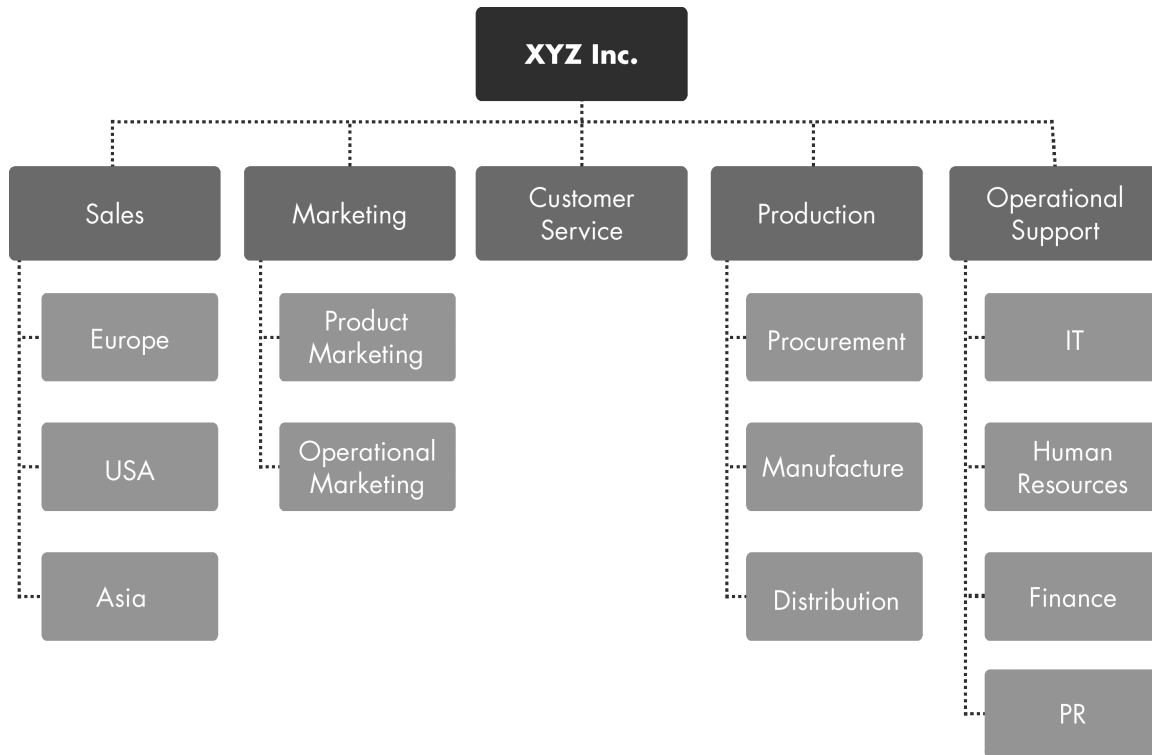 XYZ Inc.
Sales
Marketing
Customer
Service
Production
Operational
Support
Europe
Product
Marketing
Procurement
IT
USA
Operational
Marketing
Manufacture
Human
Resources
Asia
Distribution
Finance
PR